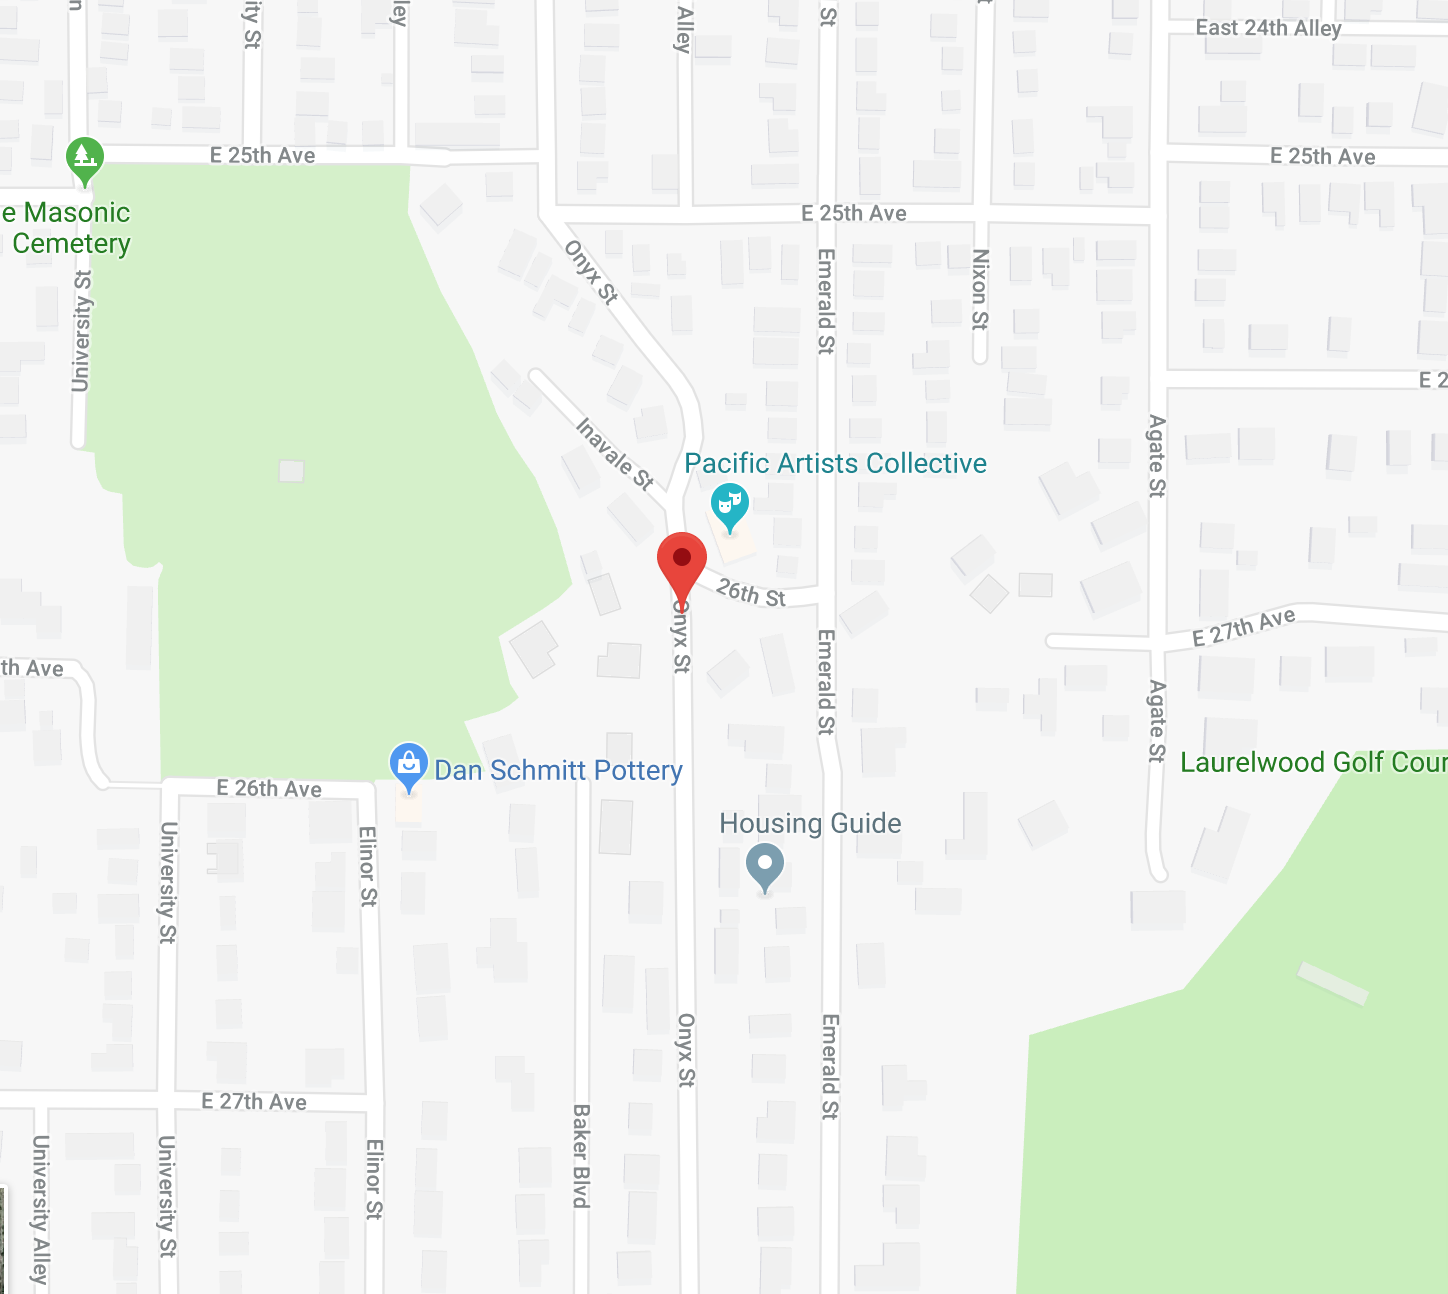 n
ity St
lley
Alley
St
t
East 24th Alley
E 25th Ave
E 25th Ave
E 25th Ave
e Masonic
Cemetery
University St
Onyx St
Emerald St
Nixon St
E 2
Inavale St
Agate St
Pacific Artists Collective
26th St
Onyx St
Emerald St
E 27th Ave
th Ave
Agate St
Dan Schmitt Pottery
Laurelwood Golf Cour
E 26th Ave
University St
Elinor St
Housing Guide
Onyx St
Emerald St
E 27th Ave
University Alley
University St
Elinor St
Baker Blvd